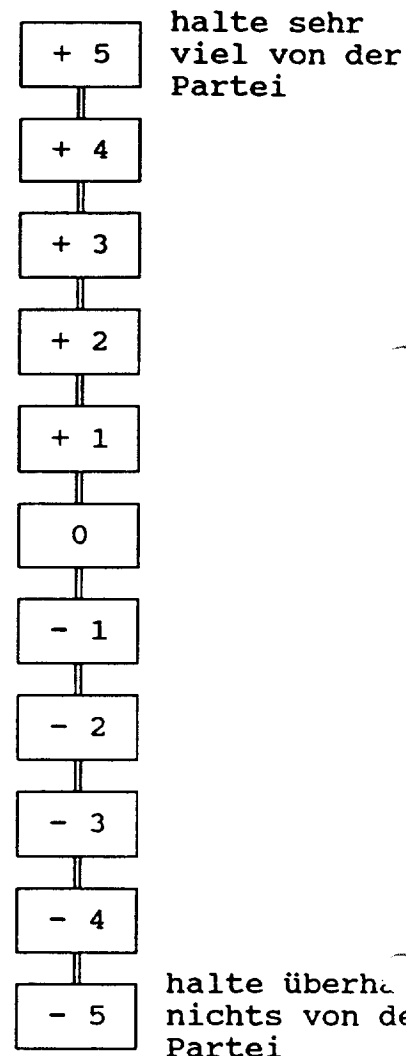 halte sehr
+ 5 viel von der
Partei
+ 4
+ 3
+ 2
+ 1
0
- 1
- 2
- 3
- 4
halte
- 5 nichts von
Partei